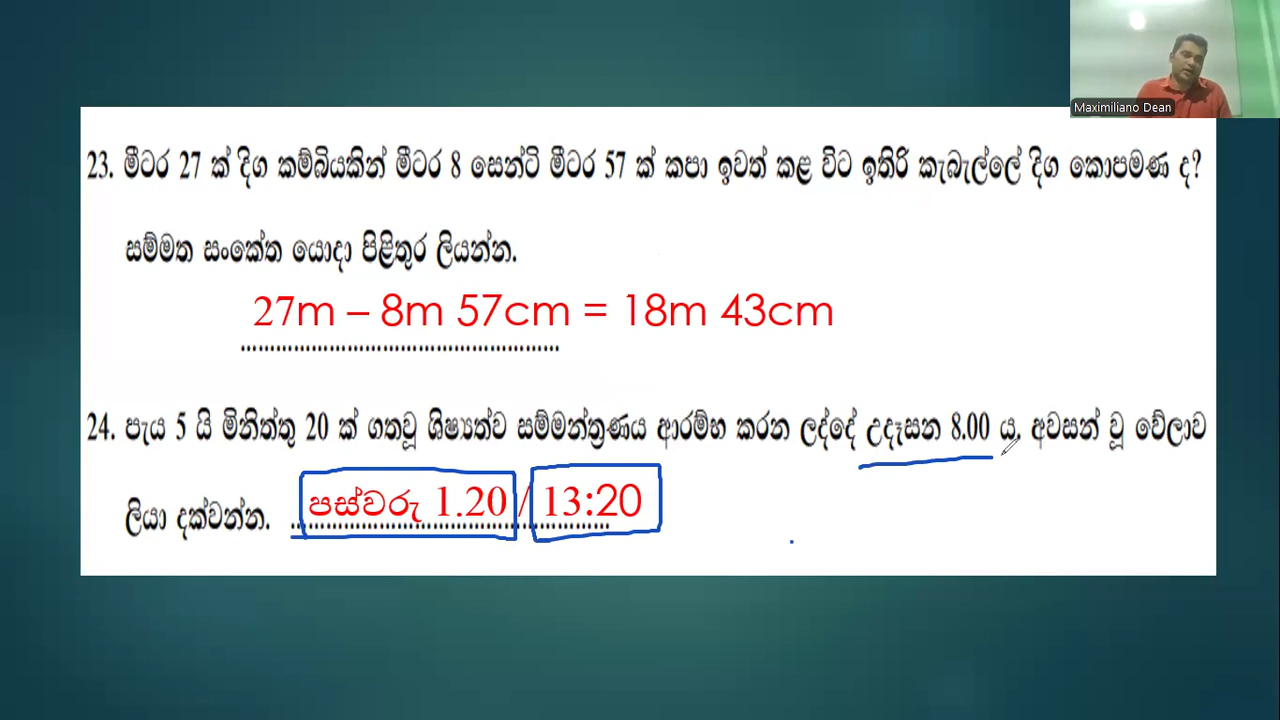 Maximiliano Dean
23. මීටර 27 ක් දිග කම්බියකින් මීටර 8 සෙන්ටි මීටර 57 ක් කපා ඉවත් කළ විට ඉතිරි කැබැල්ලේ දිග කොපමණ ද?
සම්මත සංකේත යොදා පිළිතුර ලියන්න.
27m – 8m 57cm = 18m 43cm
24. පැය 5 යි මිනිත්තු 20 ක් ගතවූ ශිෂ්‍යත්ව සම්මන්ත්‍රණය ආරම්භ කරන ලද්දේ උදෑසන 8.00 ය. අවසන් වූ වේලාව
ලියා දක්වන්න. පස්වරු 1.20 / 13:20